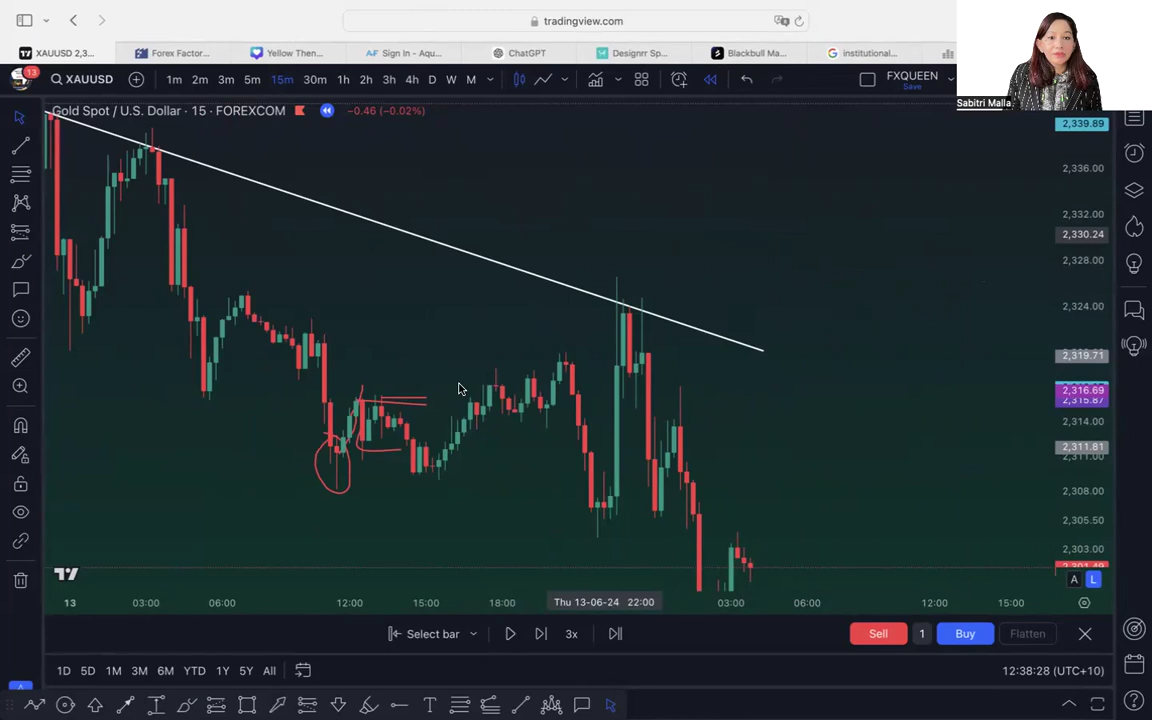 tradingview.com
XAUUSD 2,3...
Forex Factor...
Yellow Then...
Sign In - Aqu...
ChatGPT
Designrr Sp...
Blackbull Ma...
institutional...
13
XAUUSD
1m 2m 3m 5m 15m 30m 1h 2h 3h 4h D W M
FXQUEEN
Save
Sabitri Malla
Gold Spot / U.S. Dollar · 15 · FOREXCOM
−0.46 (−0.02%)
2,339.89
2,336.00
2,332.00
2,330.24
2,328.00
2,324.00
2,319.71
2,316.69
2,314.00
2,311.81
2,308.00
2,305.50
2,303.00
2,301.49
A L
13 03:00 06:00 12:00 15:00 18:00 Thu 13-06-24 22:00 03:00 06:00 12:00 15:00
Select bar 3x
Sell 1 Buy Flatten
1D 5D 1M 3M 6M YTD 1Y 5Y All
12:38:28 (UTC+10)